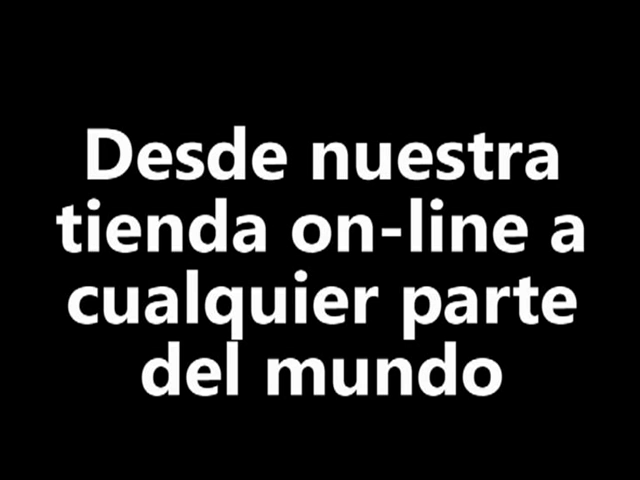 Desde nuestra
tienda on-line a
cualquier parte
del mundo